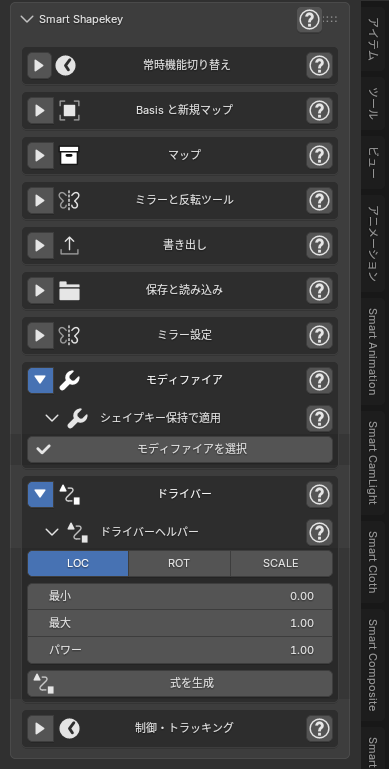 Smart Shapekey
常時機能切り替え
Basis と新規マップ
マップ
ミラーと反転ツール
書き出し
保存と読み込み
ミラー設定
モディファイア
シェイプキー保持で適用
モディファイアを選択
ドライバー
ドライバーヘルパー
LOC ROT SCALE
最小 0.00
最大 1.00
パワー 1.00
式を生成
制御・トラッキング
アイテム
ツール
ビュー
アニメーション
Smart Animation
Smart CamLight
Smart Cloth
Smart Composite
Smart